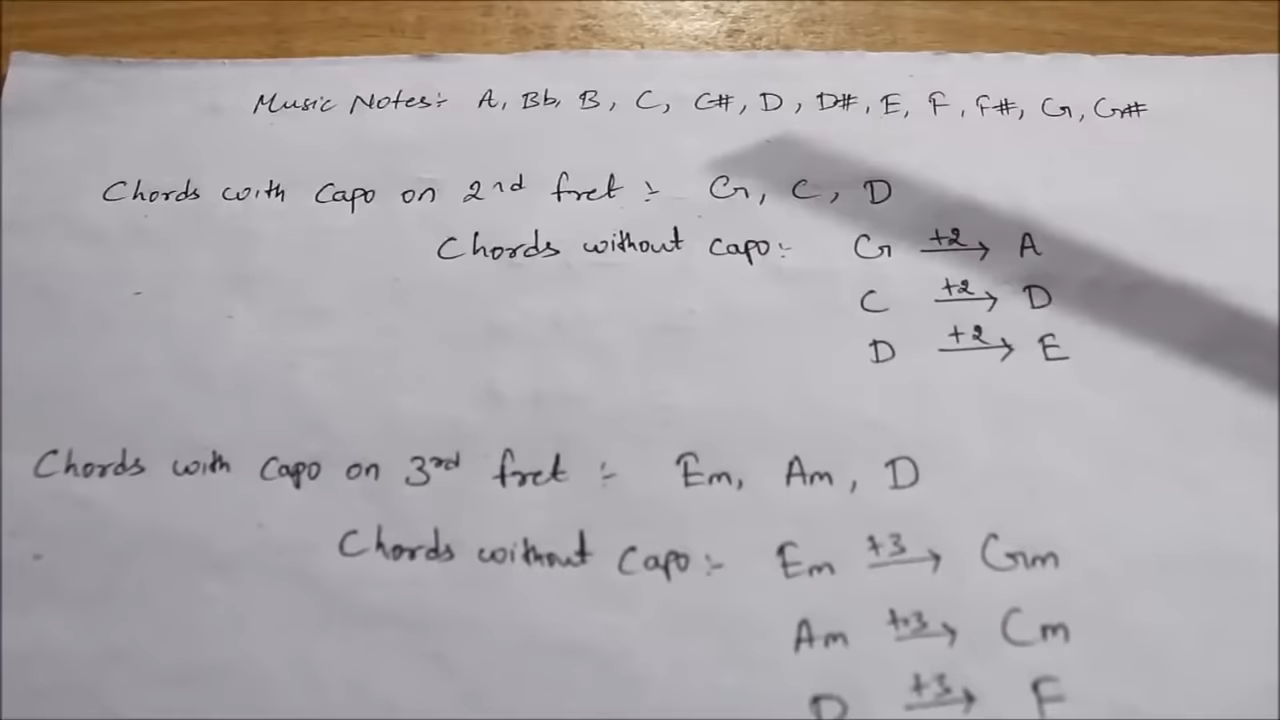 Music Notes:- A, Bb, B, C, C#, D, D#, E, F, F#, G, G#
Chords with Capo on 2nd fret :- G, C, D
Chords without capo:- G +2→ A
C +2→ D
D +2→ E
Chords with Capo on 3rd fret :- Em, Am, D
Chords without Capo:- Em +3→ Gm
Am +3→ Cm
D +3→ F